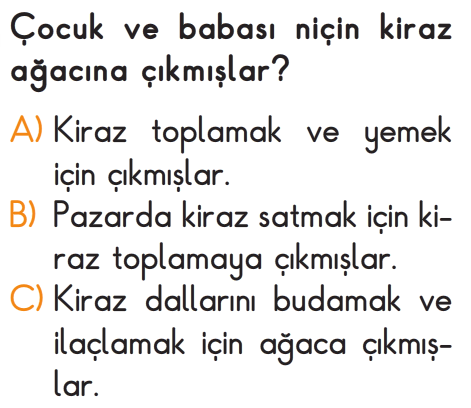 Çocuk ve babası niçin kiraz
ağacına çıkmışlar?
A) Kiraz toplamak ve yemek
için çıkmışlar.
B) Pazarda kiraz satmak için ki-
raz toplamaya çıkmışlar.
C) Kiraz dallarını budamak ve
ilaçlamak için ağaca çıkmış-
lar.